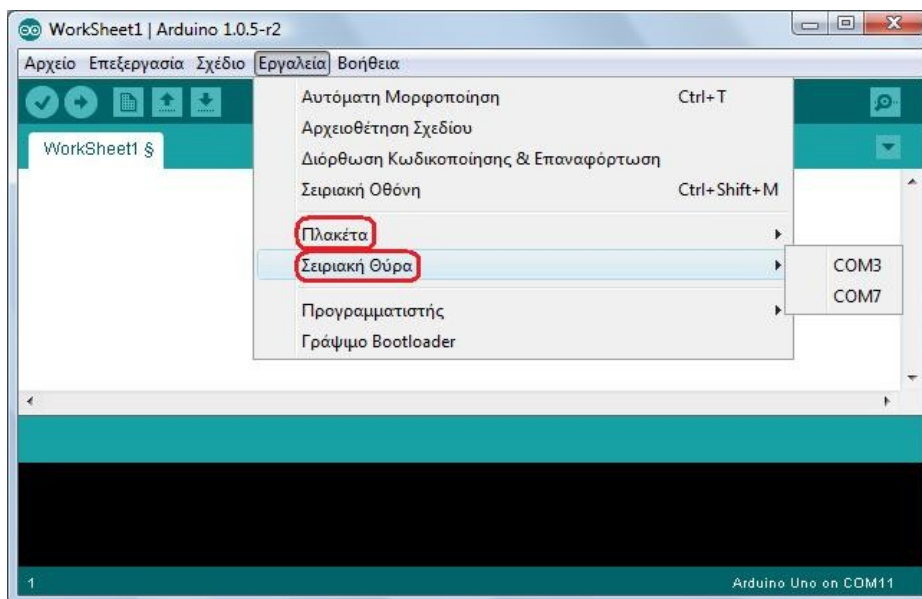 WorkSheet1 | Arduino 1.0.5-r2
Αρχείο Επεξεργασία Σχέδιο Εργαλεία Βοήθεια
WorkSheet1 §
Αυτόματη Μορφοποίηση Ctrl+T
Αρχειοθέτηση Σχεδίου
Διόρθωση Κωδικοποίησης & Επαναφόρτωση
Σειριακή Οθόνη Ctrl+Shift+M
Πλακέτα
Σειριακή Θύρα
COM3
COM7
Προγραμματιστής
Γράψιμο Bootloader
1 Arduino Uno on COM11